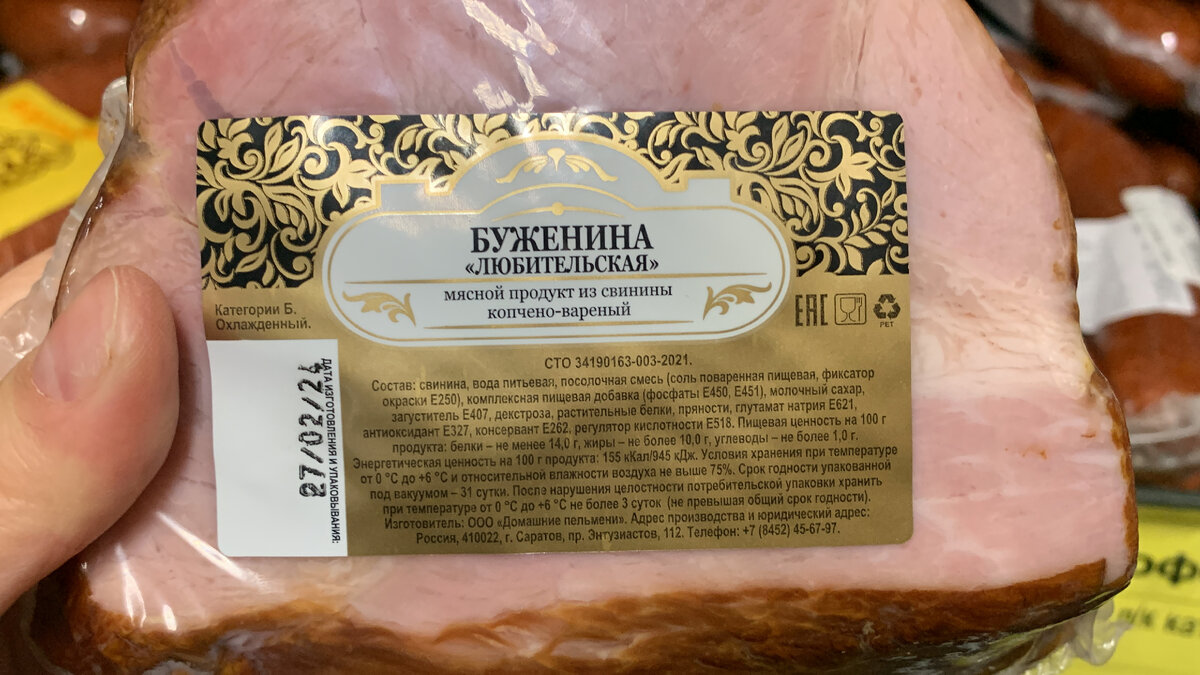 БУЖЕНИНА
«ЛЮБИТЕЛЬСКАЯ»
мясной продукт из свинины
копчено-вареный
Категории Б.
Охлажденный.
EAC
PET
ДАТА ИЗГОТОВЛЕНИЯ И УПАКОВЫВАНИЯ:
27/02/24
СТО 34190163-003-2021.
Состав: свинина, вода питьевая, посолочная смесь (соль поваренная пищевая, фиксатор
окраски Е250), комплексная пищевая добавка (фосфаты Е450, Е451), молочный сахар,
загуститель Е407, декстроза, растительные белки, пряности, глутамат натрия Е621,
антиоксидант Е327, консервант Е262, регулятор кислотности Е518. Пищевая ценность на 100 г
продукта: белки – не менее 14,0 г, жиры – не более 10,0 г, углеводы – не более 1,0 г.
Энергетическая ценность на 100 г продукта: 155 кКал/945 кДж. Условия хранения при температуре
от 0 °С до +6 °С и относительной влажности воздуха не выше 75%. Срок годности упакованной
под вакуумом – 31 сутки. После нарушения целостности потребительской упаковки хранить
при температуре от 0 °С до +6 °С не более 3 суток (не превышая общий срок годности).
Изготовитель: ООО «Домашние пельмени». Адрес производства и юридический адрес:
Россия, 410022, г. Саратов, пр. Энтузиастов, 112. Телефон: +7 (8452) 45-67-97.